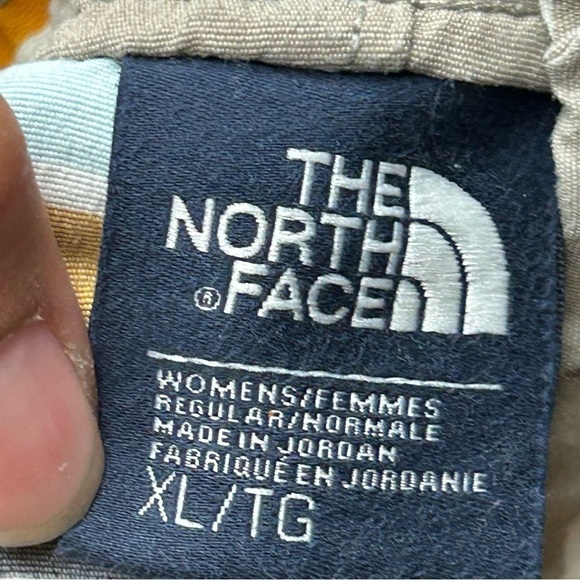 THE
NORTH
® FACE
WOMENS/FEMMES
REGULAR/NORMALE
MADE IN JORDAN
FABRIQUÉ EN JORDANIE
XL/TG